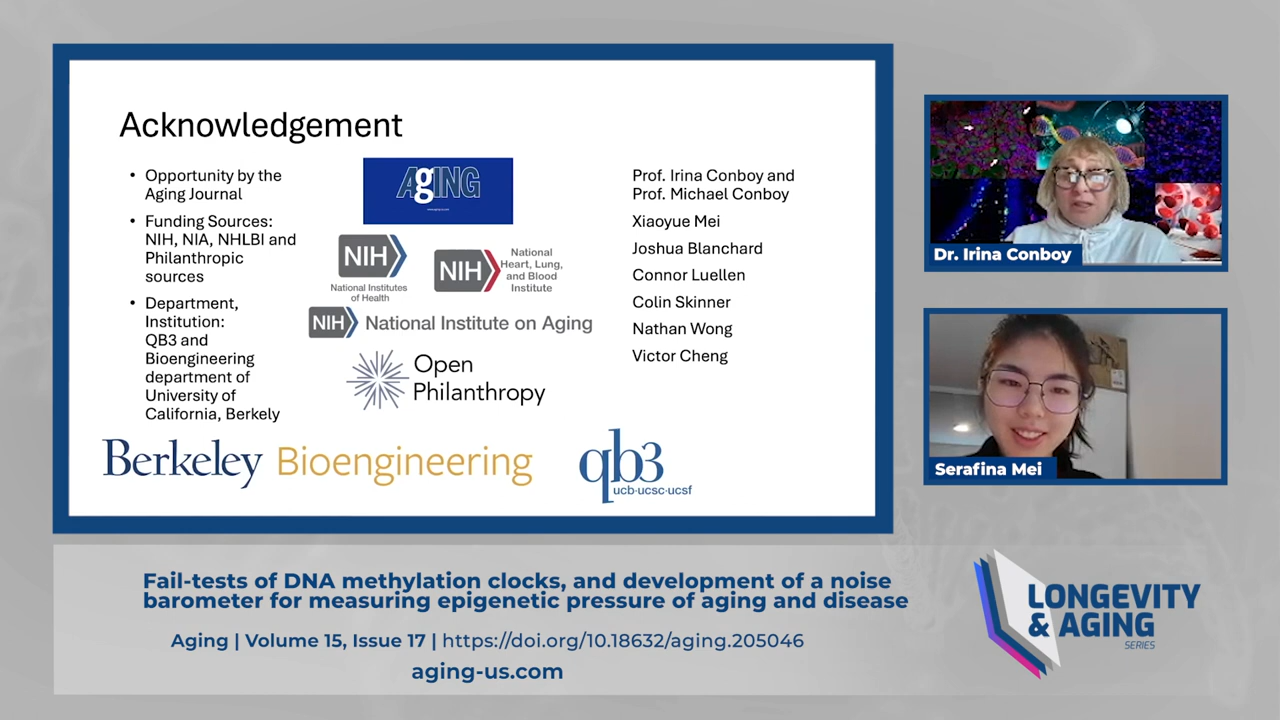 Acknowledgement
• Opportunity by the
Aging Journal
• Funding Sources:
NIH, NIA, NHLBI and
Philanthropic
sources
• Department,
Institution:
QB3 and
Bioengineering
department of
University of
California, Berkely
AgING
NIH
National Institutes
of Health
NIH
National
Heart, Lung,
and Blood
Institute
NIH National Institute on Aging
Open
Philanthropy
Prof. Irina Conboy and
Prof. Michael Conboy
Xiaoyue Mei
Joshua Blanchard
Connor Luellen
Colin Skinner
Nathan Wong
Victor Cheng
Berkeley Bioengineering
qb3
ucb·ucsc·ucsf
Dr. Irina Conboy
Serafina Mei
Fail-tests of DNA methylation clocks, and development of a noise
barometer for measuring epigenetic pressure of aging and disease
Aging | Volume 15, Issue 17 | https://doi.org/10.18632/aging.205046
aging-us.com
LONGEVITY
& AGING
SERIES